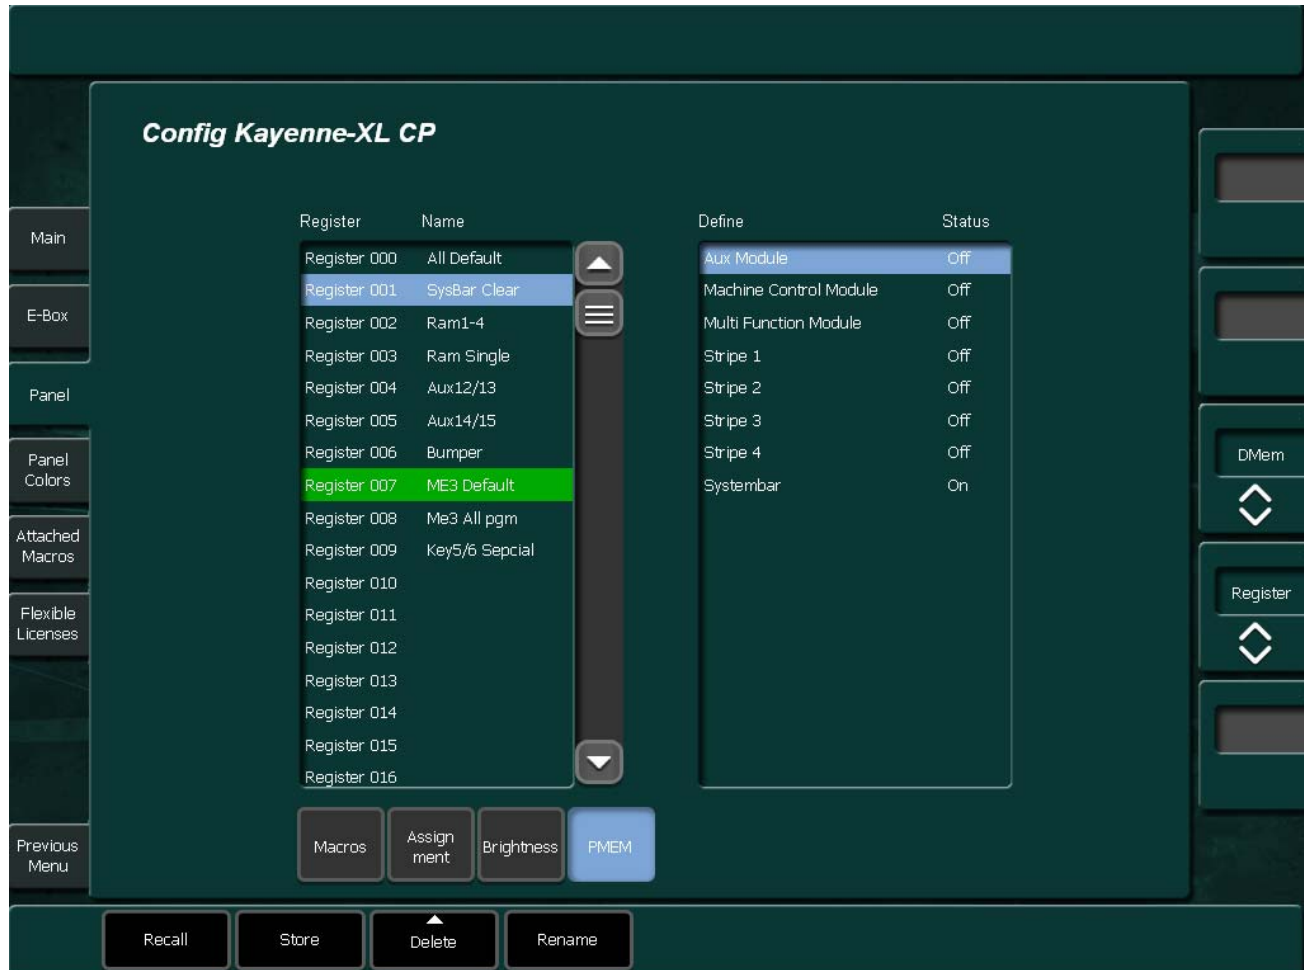 Config Kayenne-XL CP
Register Name Define Status
Register 000 All Default Aux Module Off
Register 001 SysBar Clear Machine Control Module Off
Register 002 Ram1-4 Multi Function Module Off
Register 003 Ram Single Stripe 1 Off
Register 004 Aux12/13 Stripe 2 Off
Register 005 Aux14/15 Stripe 3 Off
Register 006 Bumper Stripe 4 Off
Register 007 ME3 Default Systembar On
Register 008 Me3 All pgm
Register 009 Key5/6 Sepcial
Register 010
Register 011
Register 012
Register 013
Register 014
Register 015
Register 016
Macros
Assign
ment
Brightness
PMEM
Main
E-Box
Panel
Panel
Colors
Attached
Macros
Flexible
Licenses
Previous
Menu
DMem
Register
Recall Store Delete Rename